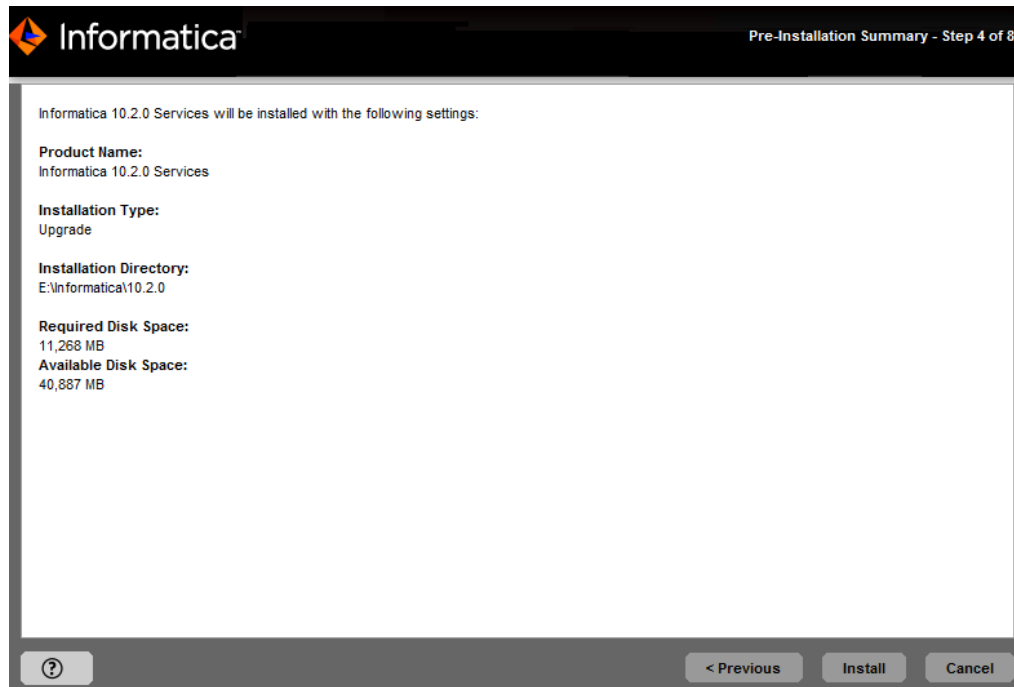 Informatica
Pre-Installation Summary - Step 4 of 8
Informatica 10.2.0 Services will be installed with the following settings:
Product Name:
Informatica 10.2.0 Services
Installation Type:
Upgrade
Installation Directory:
E:\Informatica\10.2.0
Required Disk Space:
11,268 MB
Available Disk Space:
40,887 MB
?
< Previous
Install
Cancel